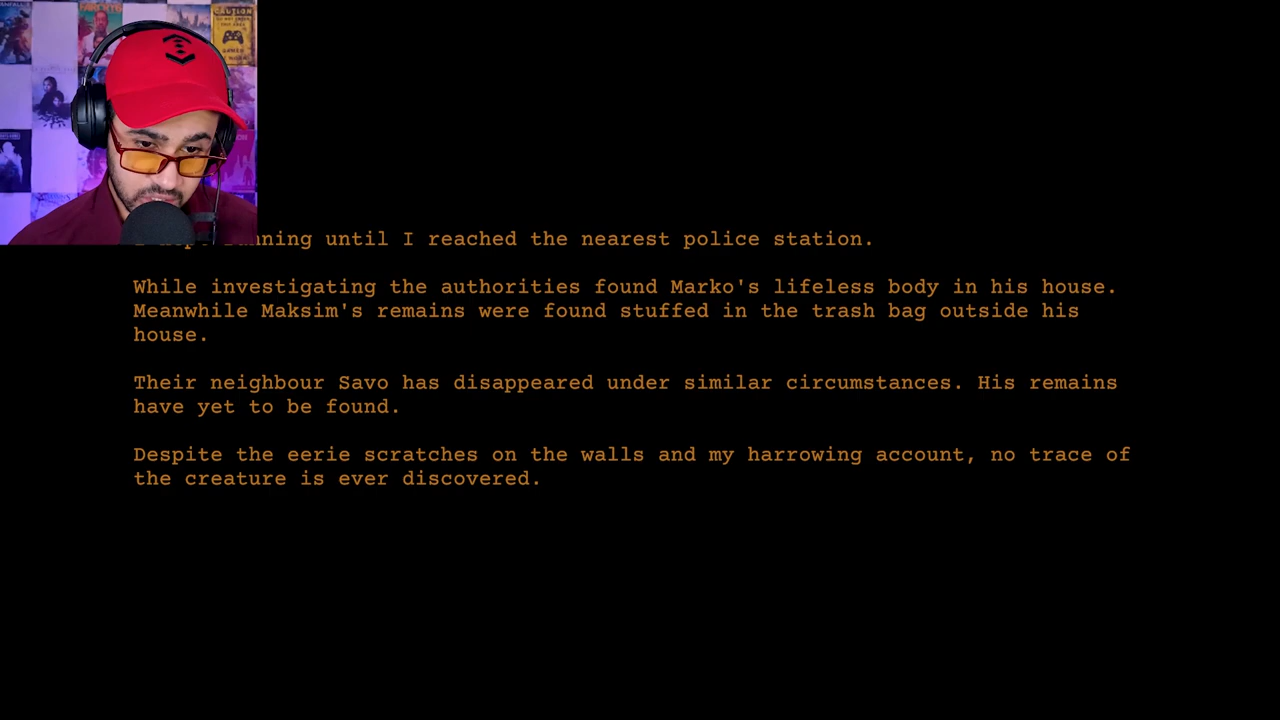 CAUTION
running until I reached the nearest police station.
While investigating the authorities found Marko's lifeless body in his house.
Meanwhile Maksim's remains were found stuffed in the trash bag outside his
house.
Their neighbour Savo has disappeared under similar circumstances. His remains
have yet to be found.
Despite the eerie scratches on the walls and my harrowing account, no trace of
the creature is ever discovered.